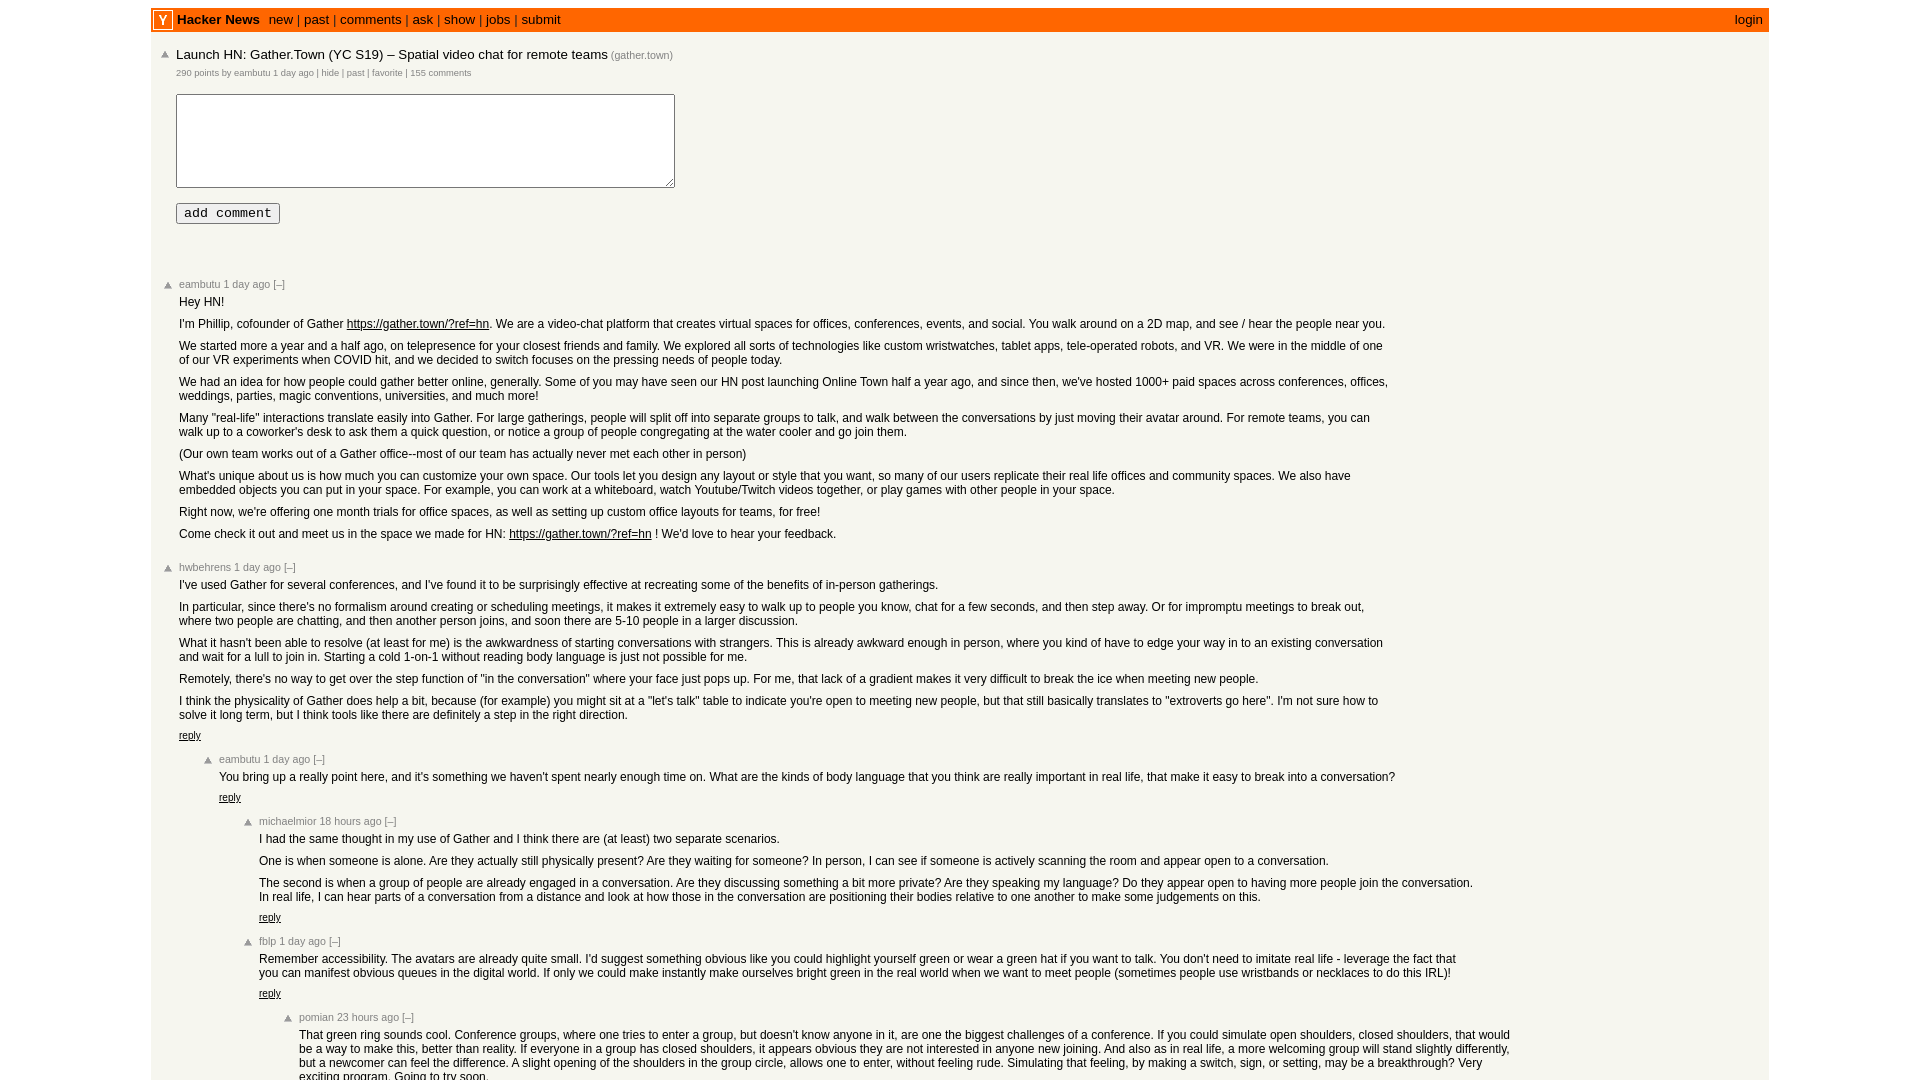 Y Hacker News new | past | comments | ask | show | jobs | submit login
Launch HN: Gather.Town (YC S19) – Spatial video chat for remote teams (gather.town)
290 points by eambutu 1 day ago | hide | past | favorite | 155 comments
add comment
eambutu 1 day ago [–]
Hey HN!
I'm Phillip, cofounder of Gather https://gather.town/?ref=hn. We are a video-chat platform that creates virtual spaces for offices, conferences, events, and social. You walk around on a 2D map, and see / hear the people near you.
We started more a year and a half ago, on telepresence for your closest friends and family. We explored all sorts of technologies like custom wristwatches, tablet apps, tele-operated robots, and VR. We were in the middle of one
of our VR experiments when COVID hit, and we decided to switch focuses on the pressing needs of people today.
We had an idea for how people could gather better online, generally. Some of you may have seen our HN post launching Online Town half a year ago, and since then, we've hosted 1000+ paid spaces across conferences, offices,
weddings, parties, magic conventions, universities, and much more!
Many "real-life" interactions translate easily into Gather. For large gatherings, people will split off into separate groups to talk, and walk between the conversations by just moving their avatar around. For remote teams, you can
walk up to a coworker's desk to ask them a quick question, or notice a group of people congregating at the water cooler and go join them.
(Our own team works out of a Gather office--most of our team has actually never met each other in person)
What's unique about us is how much you can customize your own space. Our tools let you design any layout or style that you want, so many of our users replicate their real life offices and community spaces. We also have
embedded objects you can put in your space. For example, you can work at a whiteboard, watch Youtube/Twitch videos together, or play games with other people in your space.
Right now, we're offering one month trials for office spaces, as well as setting up custom office layouts for teams, for free!
Come check it out and meet us in the space we made for HN: https://gather.town/?ref=hn ! We'd love to hear your feedback.
hwbehrens 1 day ago [–]
I've used Gather for several conferences, and I've found it to be surprisingly effective at recreating some of the benefits of in-person gatherings.
In particular, since there's no formalism around creating or scheduling meetings, it makes it extremely easy to walk up to people you know, chat for a few seconds, and then step away. Or for impromptu meetings to break out,
where two people are chatting, and then another person joins, and soon there are 5-10 people in a larger discussion.
What it hasn't been able to resolve (at least for me) is the awkwardness of starting conversations with strangers. This is already awkward enough in person, where you kind of have to edge your way in to an existing conversation
and wait for a lull to join in. Starting a cold 1-on-1 without reading body language is just not possible for me.
Remotely, there's no way to get over the step function of "in the conversation" where your face just pops up. For me, that lack of a gradient makes it very difficult to break the ice when meeting new people.
I think the physicality of Gather does help a bit, because (for example) you might sit at a "let's talk" table to indicate you're open to meeting new people, but that still basically translates to "extroverts go here". I'm not sure how to
solve it long term, but I think tools like there are definitely a step in the right direction.
reply
eambutu 1 day ago [–]
You bring up a really point here, and it's something we haven't spent nearly enough time on. What are the kinds of body language that you think are really important in real life, that make it easy to break into a conversation?
reply
michaelmior 18 hours ago [–]
I had the same thought in my use of Gather and I think there are (at least) two separate scenarios.
One is when someone is alone. Are they actually still physically present? Are they waiting for someone? In person, I can see if someone is actively scanning the room and appear open to a conversation.
The second is when a group of people are already engaged in a conversation. Are they discussing something a bit more private? Are they speaking my language? Do they appear open to having more people join the conversation.
In real life, I can hear parts of a conversation from a distance and look at how those in the conversation are positioning their bodies relative to one another to make some judgements on this.
reply
fblp 1 day ago [–]
Remember accessibility. The avatars are already quite small. I'd suggest something obvious like you could highlight yourself green or wear a green hat if you want to talk. You don't need to imitate real life - leverage the fact that
you can manifest obvious queues in the digital world. If only we could make instantly make ourselves bright green in the real world when we want to meet people (sometimes people use wristbands or necklaces to do this IRL)!
reply
pomian 23 hours ago [–]
That green ring sounds cool. Conference groups, where one tries to enter a group, but doesn't know anyone in it, are one the biggest challenges of a conference. If you could simulate open shoulders, closed shoulders, that would
be a way to make this, better than reality. If everyone in a group has closed shoulders, it appears obvious they are not interested in anyone new joining. And also as in real life, a more welcoming group will stand slightly differently,
but a newcomer can feel the difference. A slight opening of the shoulders in the group circle, allows one to enter, without feeling rude. Simulating that feeling, by making a switch, sign, or setting, may be a breakthrough? Very
exciting program. Going to try soon.